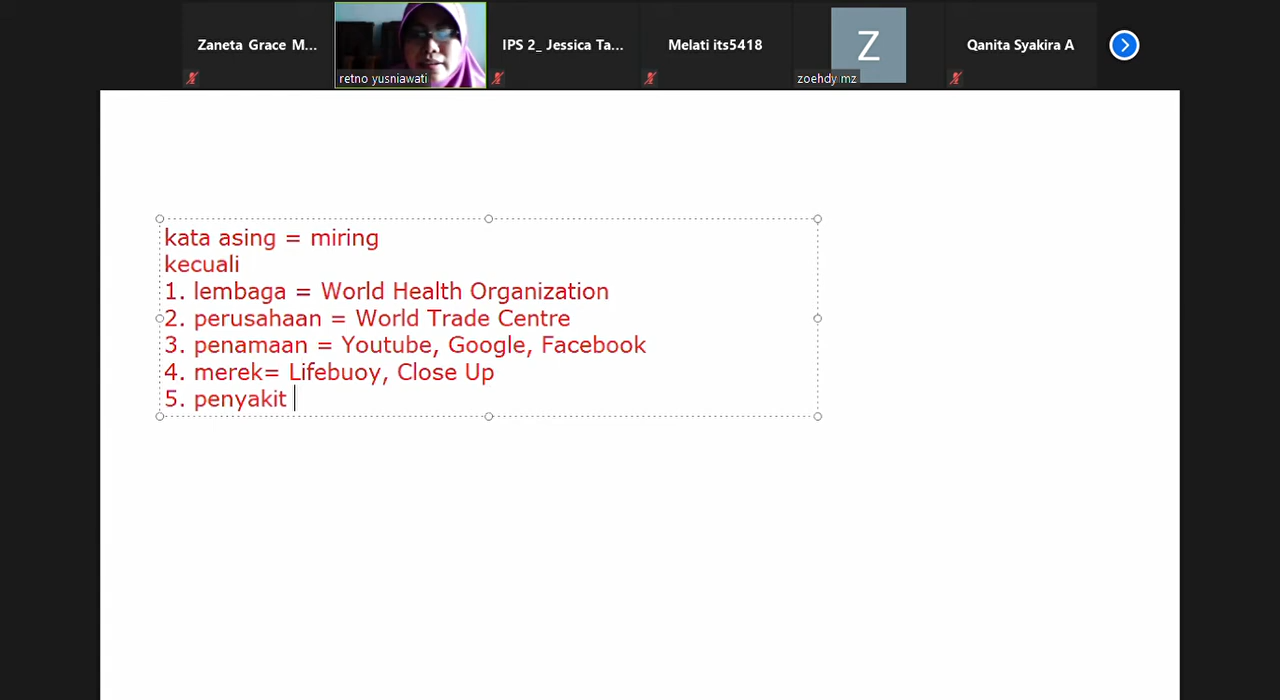 Zaneta Grace M...
retno yusniawati
IPS 2_ Jessica Ta...
Melati its5418
Z
zoehdy mz
Qanita Syakira A
kata asing = miring
kecuali
1. lembaga = World Health Organization
2. perusahaan = World Trade Centre
3. penamaan = Youtube, Google, Facebook
4. merek= Lifebuoy, Close Up
5. penyakit